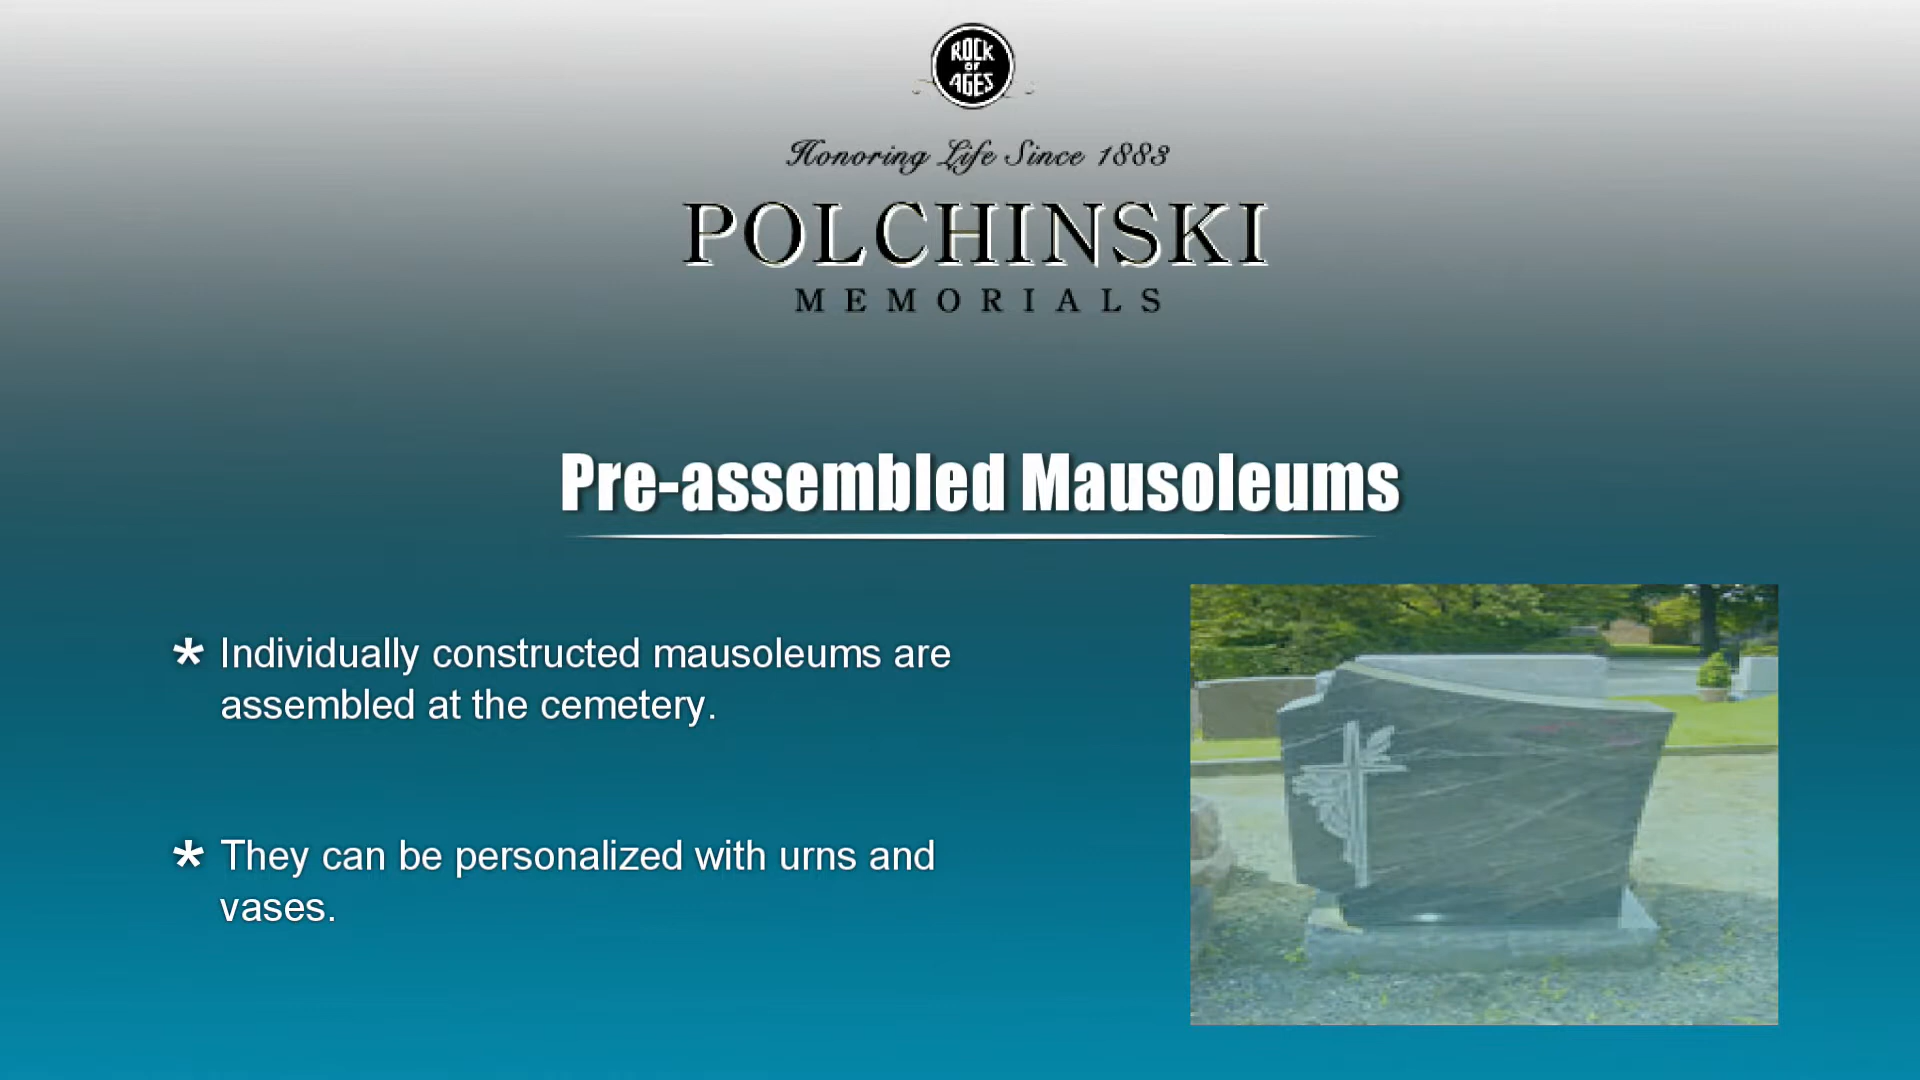 ROCK
OF
AGES
Honoring Life Since 1883
POLCHINSKI
MEMORIALS
Pre-assembled Mausoleums
* Individually constructed mausoleums are
assembled at the cemetery.
* They can be personalized with urns and
vases.